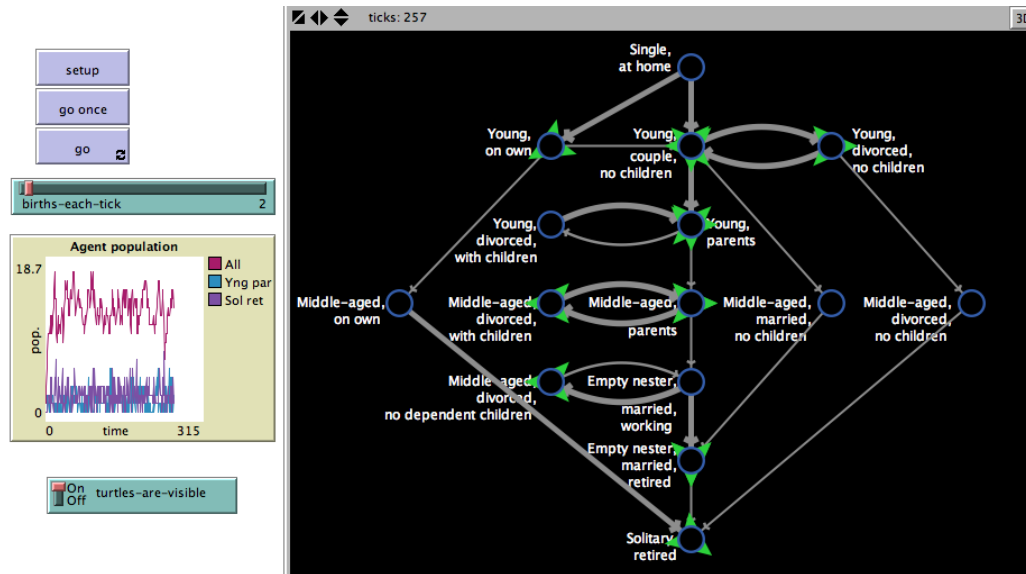 ticks: 257
3D
setup
go once
go
births-each-tick
2
Agent population
18.7
pop.
0
0
time
315
All
Yng par
Sol ret
On
Off
turtles-are-visible
Single,
at home
Young,
on own
Young,
couple,
no children
Young,
divorced,
no children
Young,
divorced,
with children
Young,
parents
Middle-aged,
on own
Middle-aged
divorced,
with children
Middle-aged,
parents
Middle-aged,
married,
no children
Middle-aged,
divorced,
no children
Middle-aged
divorced,
no dependent children
Empty nester,
married,
working
Empty nester,
married,
retired
Solitary
retired